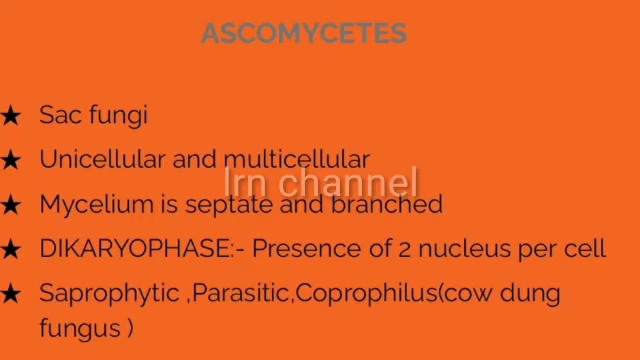 ASCOMYCETES
★ Sac fungi
★ Unicellular and multicellular
lrn channel
★ Mycelium is septate and branched
★ DIKARYOPHASE:- Presence of 2 nucleus per cell
★ Saprophytic ,Parasitic,Coprophilus(cow dung
fungus )